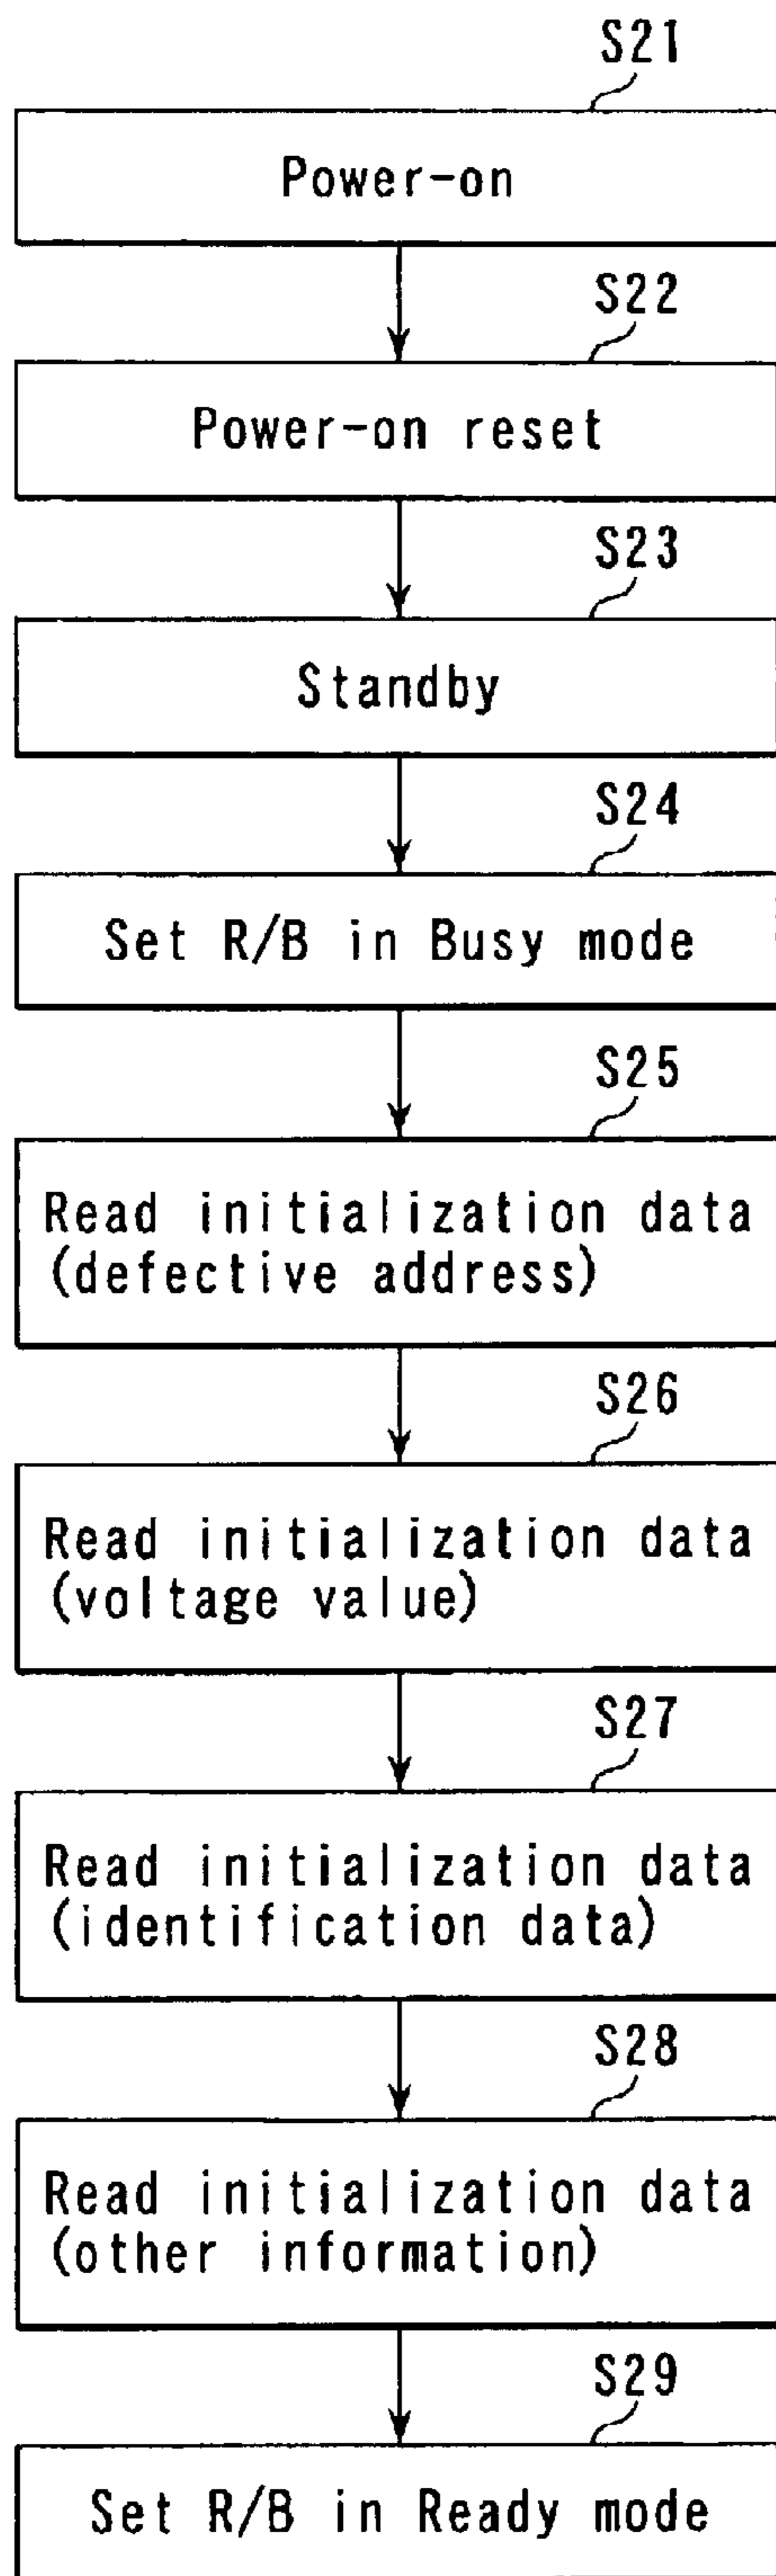 S21
Power-on
S22
Power-on reset
S23
Standby
S24
Set R/B in Busy mode
S25
Read initialization data
(defective address)
S26
Read initialization data
(voltage value)
S27
Read initialization data
(identification data)
S28
Read initialization data
(other information)
S29
Set R/B in Ready mode